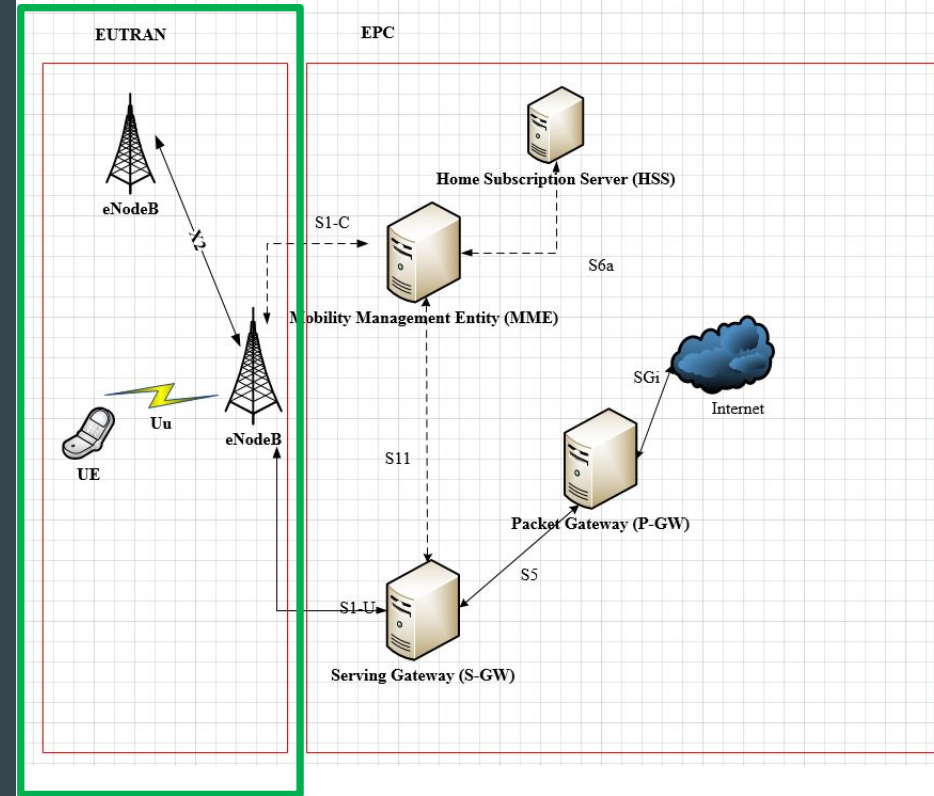 EUTRAN
EPC
eNodeB
X2
Home Subscription Server (HSS)
S1-C
S6a
Mobility Management Entity (MME)
SGi
Internet
Uu
eNodeB
UE
S11
Packet Gateway (P-GW)
S5
S1-U
Serving Gateway (S-GW)